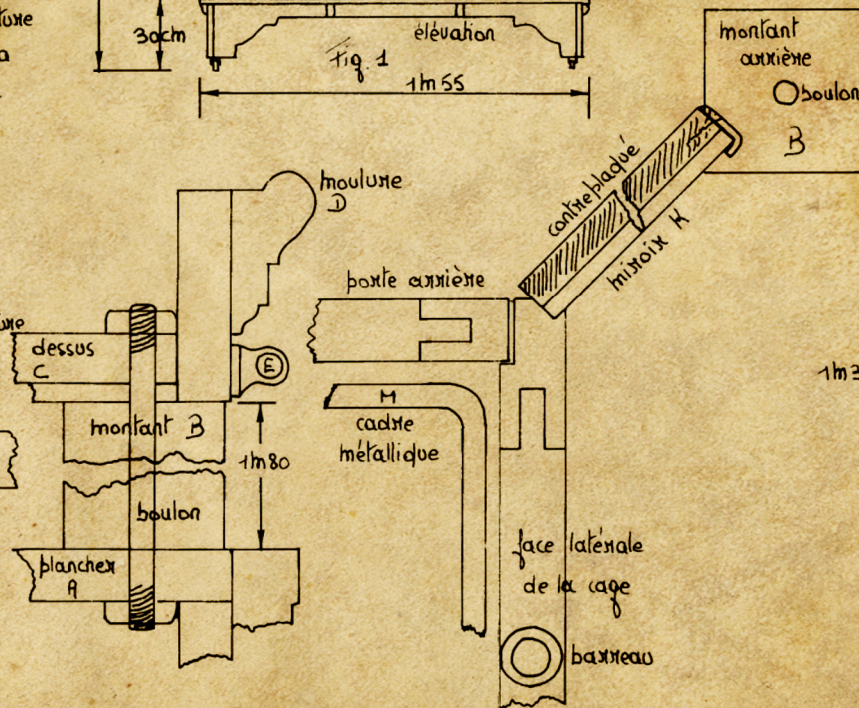 30cm
élévation
Fig. 1
1m55
montant
arrière
boulon
B
contreplaqué
miroir K
moulure
D
porte arrière
dessus
C
E
montant B
1m80
M
cadre
métallique
boulon
plancher
A
face latérale
de la cage
barreau